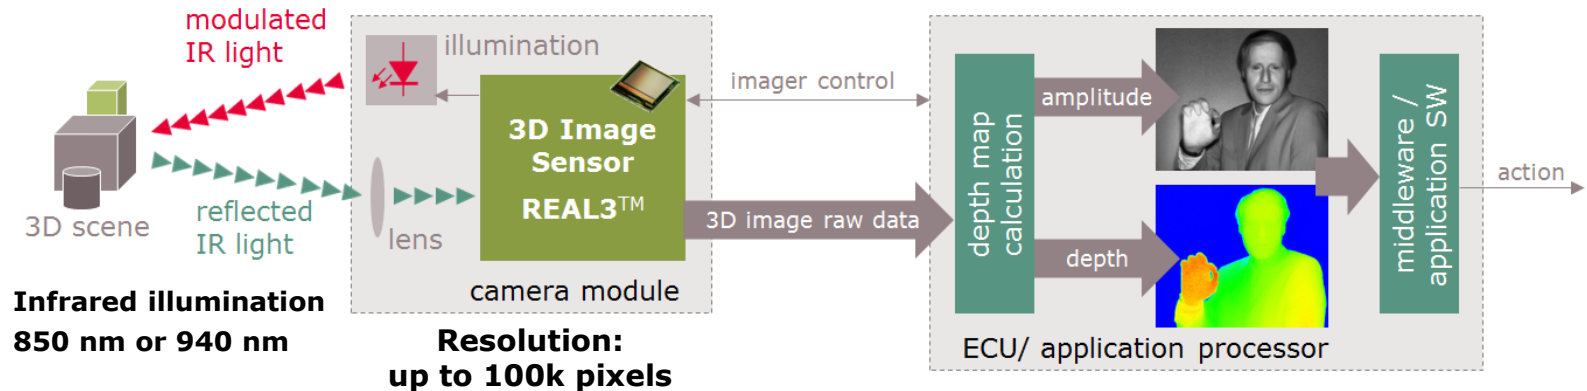 modulated
IR light
3D scene
reflected
IR light
Infrared illumination
850 nm or 940 nm
illumination
3D Image
Sensor
REAL3™
lens
camera module
Resolution:
up to 100k pixels
imager control
3D image raw data
depth map
calculation
amplitude
depth
middleware /
application SW
ECU/ application processor
action